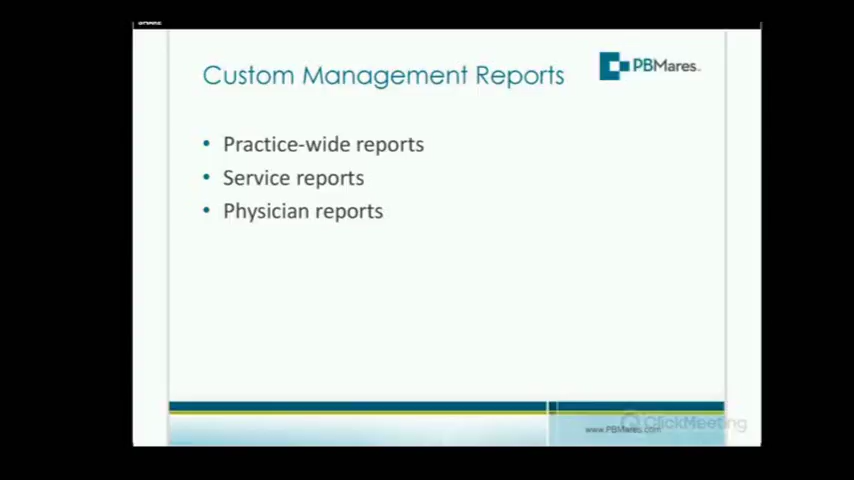 Custom Management Reports
PBMares
• Practice-wide reports
• Service reports
• Physician reports
www.PBMares.com
ClickMeeting